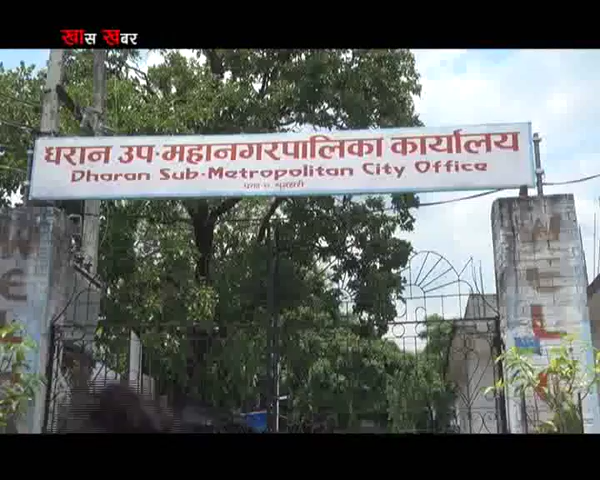 खास खबर
धरान उप-महानगरपालिका कार्यालय
Dharan Sub-Metropolitan City Office
W
E
L
W
E
L